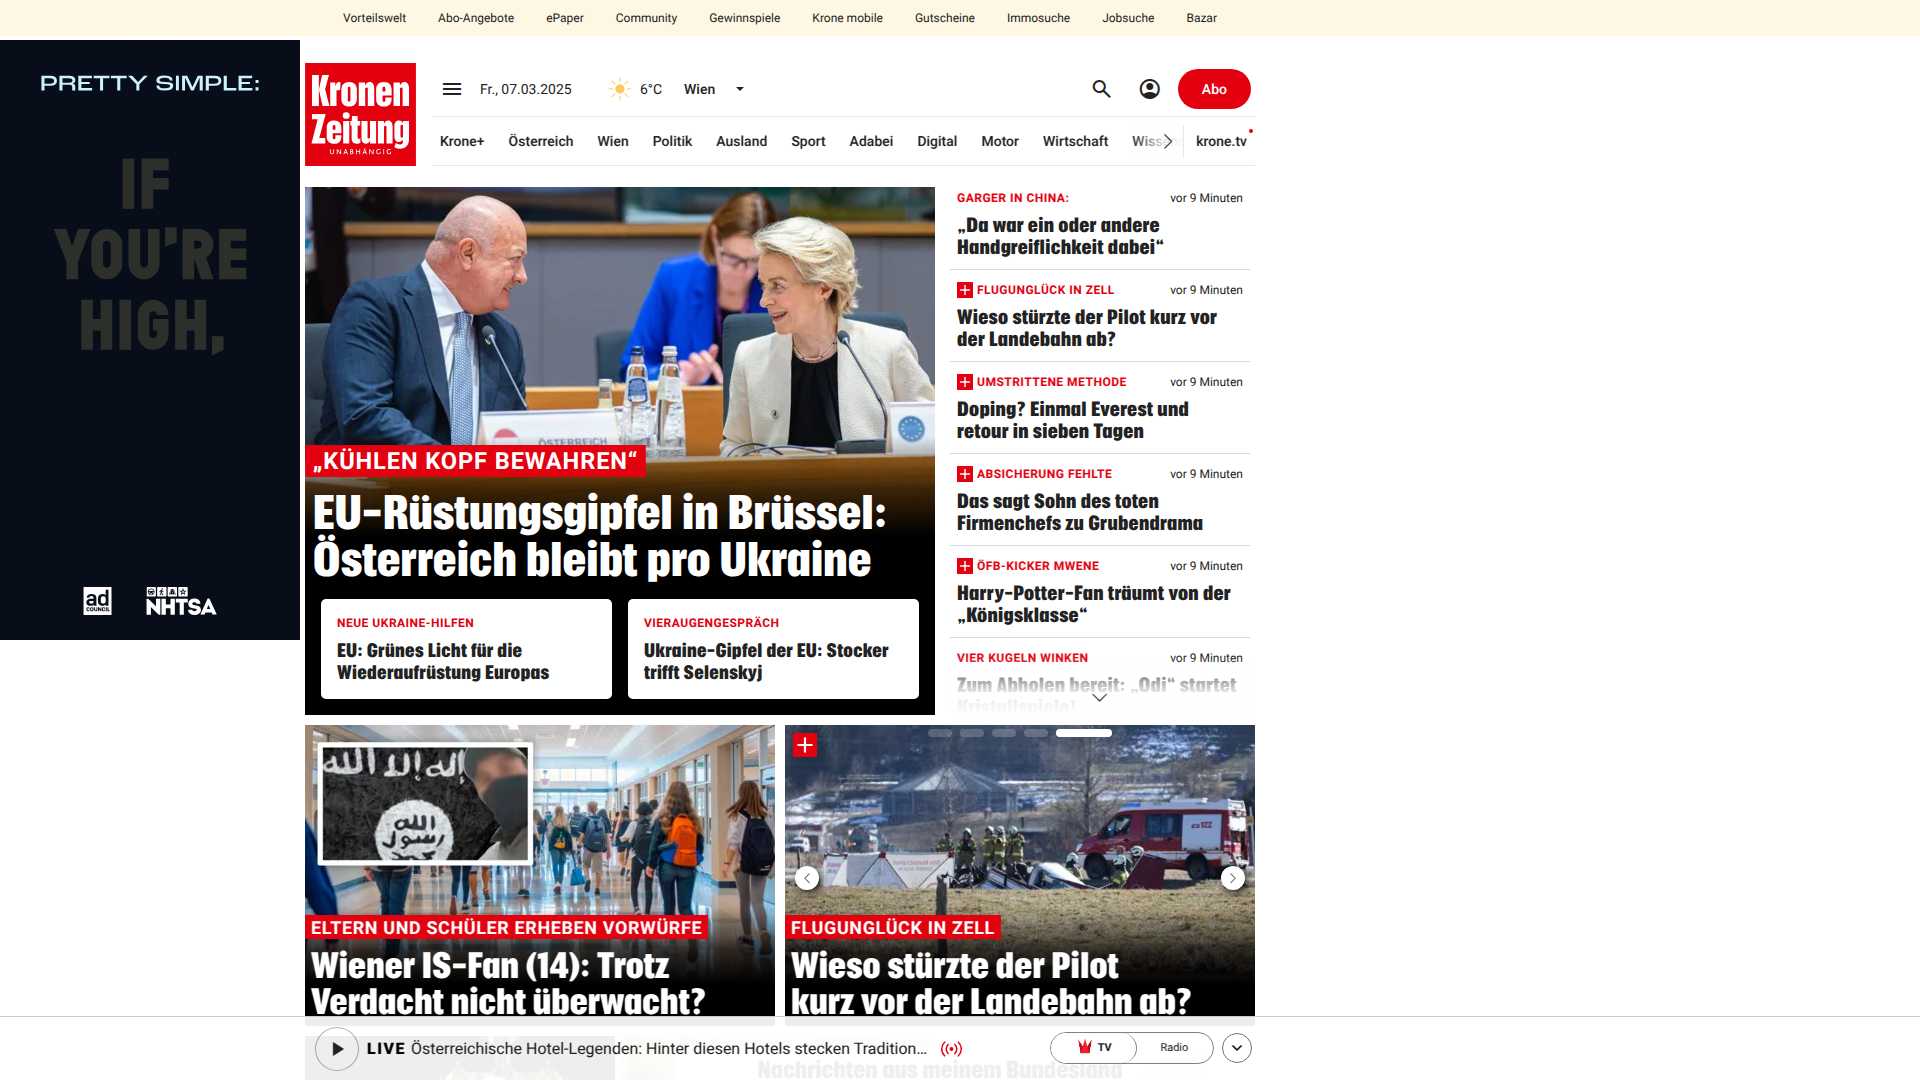 Vorteilswelt
Abo-Angebote
ePaper
Community
Gewinnspiele
Krone mobile
Gutscheine
Immosuche
Jobsuche
Bazar
PRETTY SIMPLE:
IF
YOU'RE
HIGH,
ad
COUNCIL
NHTSA
Kronen
Zeitung
UNABHÄNGIG
Fr., 07.03.2025
6°C
Wien
Abo
Krone+
Österreich
Wien
Politik
Ausland
Sport
Adabei
Digital
Motor
Wirtschaft
krone.tv
ÖSTERREICH
„KÜHLEN KOPF BEWAHREN“
EU-Rüstungsgipfel in Brüssel:
Österreich bleibt pro Ukraine
NEUE UKRAINE-HILFEN
EU: Grünes Licht für die
Wiederaufrüstung Europas
VIERAUGENGESPRÄCH
Ukraine-Gipfel der EU: Stocker
trifft Selenskyj
GARGER IN CHINA:
vor 9 Minuten
„Da war ein oder andere
Handgreiflichkeit dabei“
FLUGUNGLÜCK IN ZELL
vor 9 Minuten
Wieso stürzte der Pilot kurz vor
der Landebahn ab?
UMSTRITTENE METHODE
vor 9 Minuten
Doping? Einmal Everest und
retour in sieben Tagen
ABSICHERUNG FEHLTE
vor 9 Minuten
Das sagt Sohn des toten
Firmenchefs zu Grubendrama
ÖFB-KICKER MWENE
vor 9 Minuten
Harry-Potter-Fan träumt von der
„Königsklasse“
VIER KUGELN WINKEN
vor 9 Minuten
Zum Abholen bereit: „Odi“ startet
Kristallspiele!
ELTERN UND SCHÜLER ERHEBEN VORWÜRFE
Wiener IS-Fan (14): Trotz
Verdacht nicht überwacht?
FLUGUNGLÜCK IN ZELL
Wieso stürzte der Pilot
kurz vor der Landebahn ab?
LIVE Österreichische Hotel-Legenden: Hinter diesen Hotels stecken Tradition...
TV
Radio
Nachrichten aus meinem Bundesland